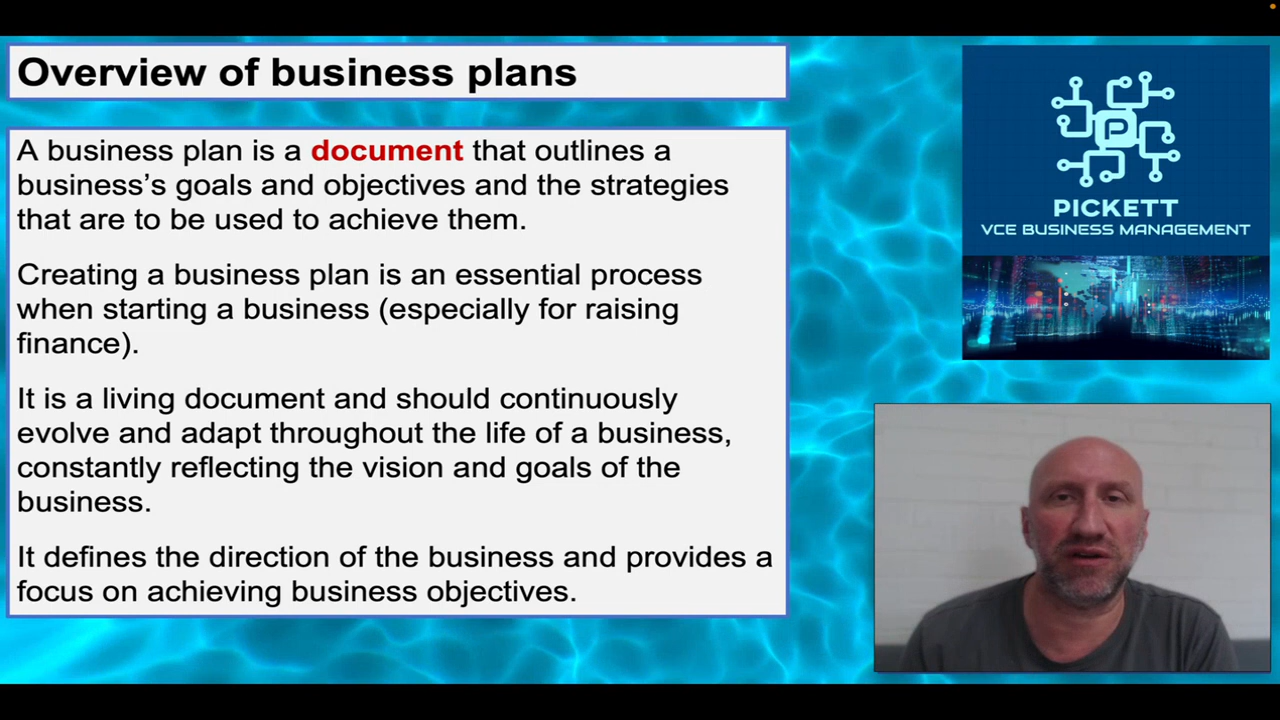 Overview of business plans
A business plan is a document that outlines a
business’s goals and objectives and the strategies
that are to be used to achieve them.
Creating a business plan is an essential process
when starting a business (especially for raising
finance).
It is a living document and should continuously
evolve and adapt throughout the life of a business,
constantly reflecting the vision and goals of the
business.
It defines the direction of the business and provides a
focus on achieving business objectives.
P
PICKETT
VCE BUSINESS MANAGEMENT